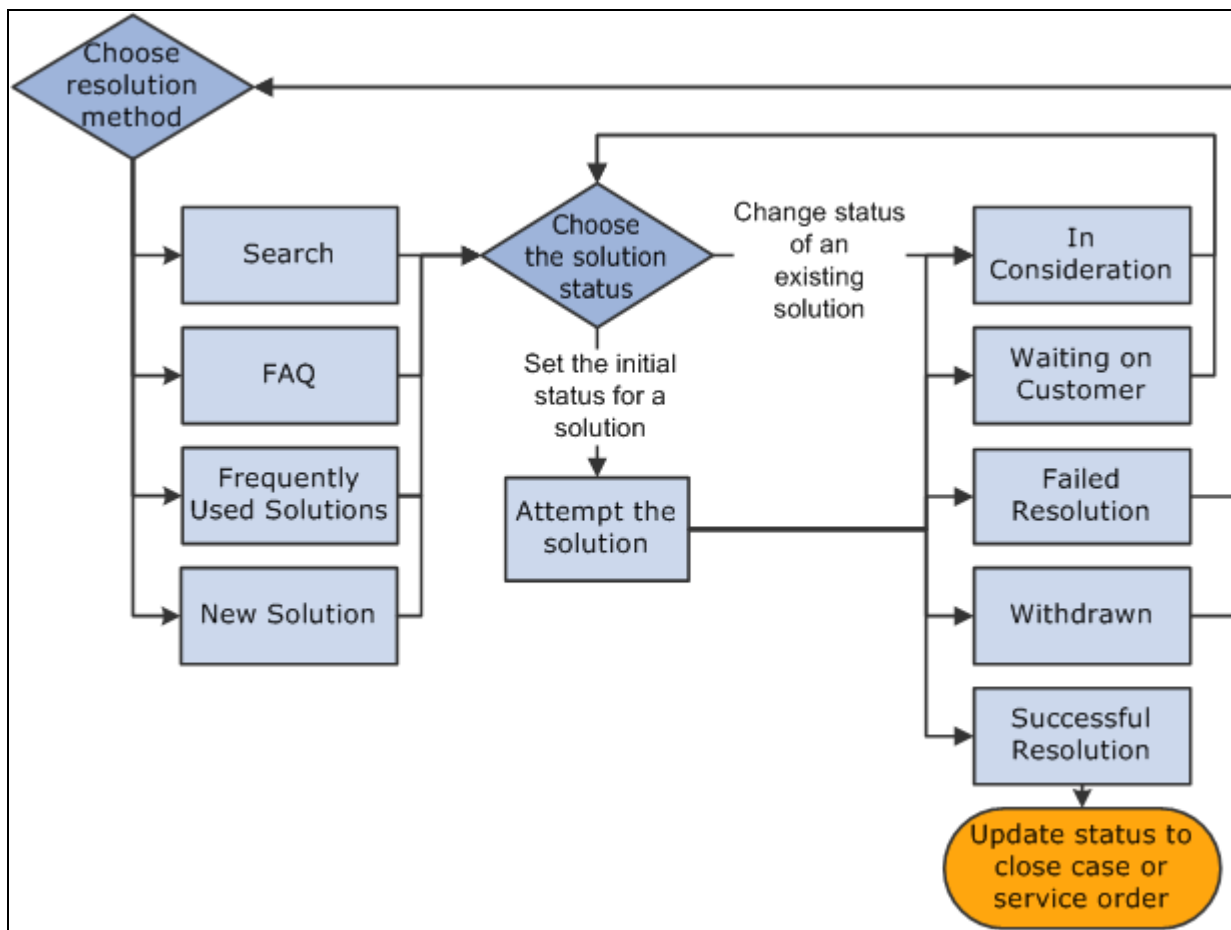 Choose
resolution
method
Search
FAQ
Frequently
Used Solutions
New Solution
Choose
the solution
status
Change status
of an
existing
solution
Set the initial
status for a
solution
Attempt the
solution
In
Consideration
Waiting on
Customer
Failed
Resolution
Withdrawn
Successful
Resolution
Update status to
close case or
service order